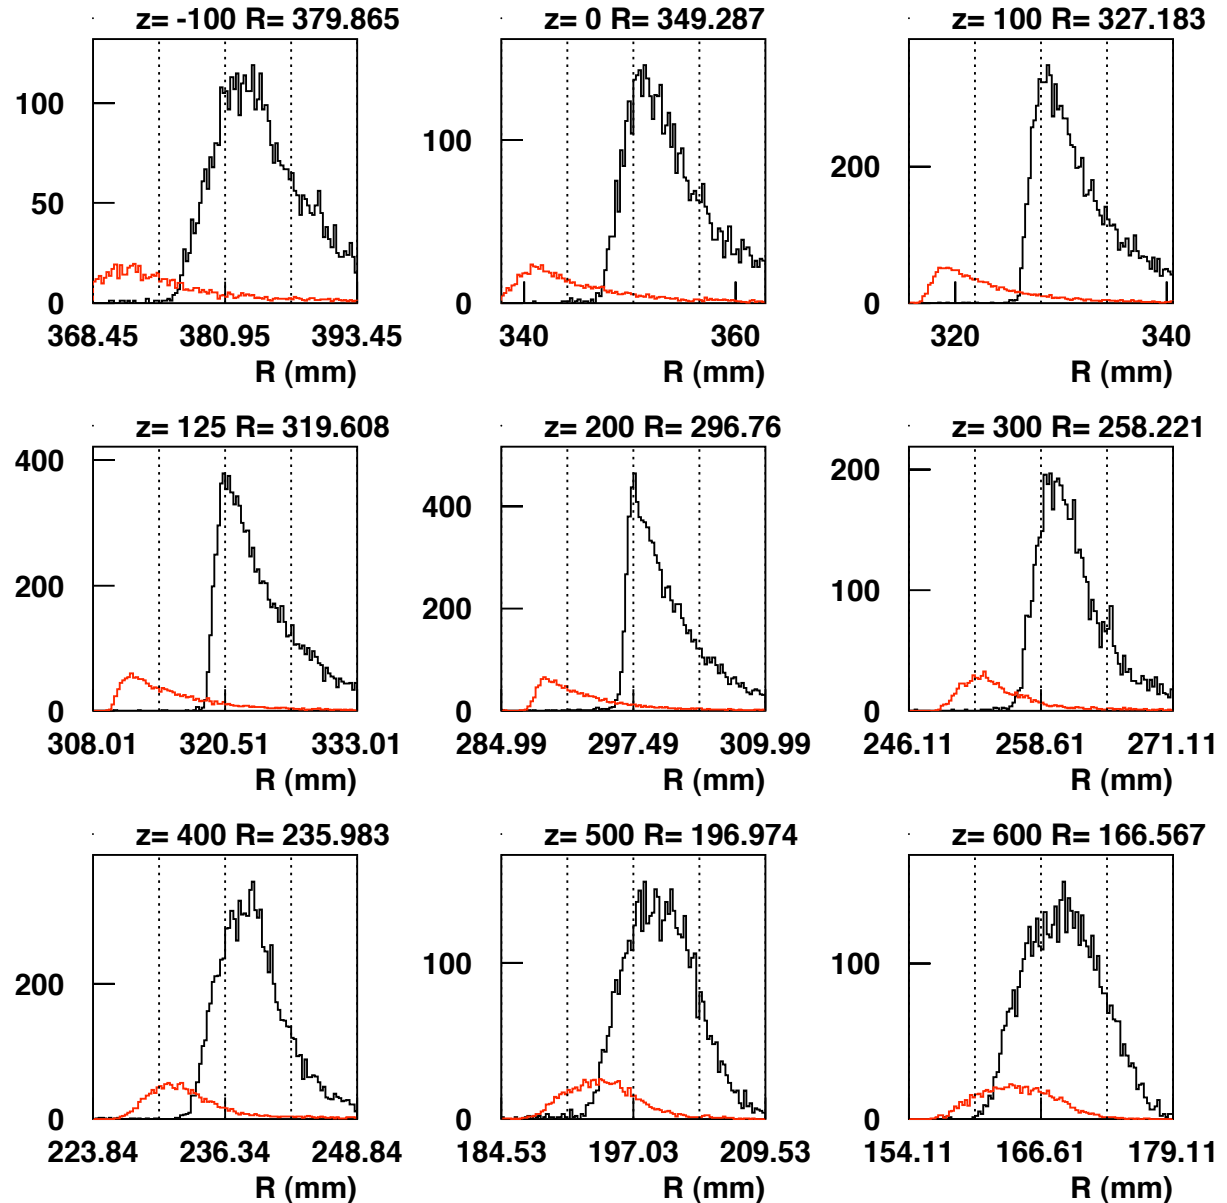 z= -100 R= 379.865
100
50
0
368.45 380.95 393.45
R (mm)
z= 0 R= 349.287
100
0
340 360
R (mm)
z= 100 R= 327.183
200
0
320 340
R (mm)
z= 125 R= 319.608
400
200
0
308.01 320.51 333.01
R (mm)
z= 200 R= 296.76
400
200
0
284.99 297.49 309.99
R (mm)
z= 300 R= 258.221
200
100
0
246.11 258.61 271.11
R (mm)
z= 400 R= 235.983
200
0
223.84 236.34 248.84
R (mm)
z= 500 R= 196.974
100
0
184.53 197.03 209.53
R (mm)
z= 600 R= 166.567
100
0
154.11 166.61 179.11
R (mm)